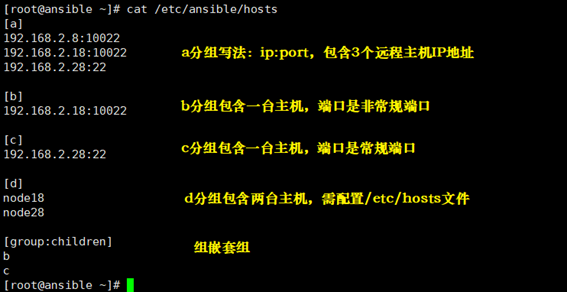 [root@ansible ~]# cat /etc/ansible/hosts
[a]
192.168.2.8:10022
192.168.2.18:10022
192.168.2.28:22
a分组写法：ip:port，包含3个远程主机IP地址
[b]
192.168.2.18:10022
b分组包含一台主机，端口是非常规端口
[c]
192.168.2.28:22
c分组包含一台主机，端口是常规端口
[d]
node18
node28
d分组包含两台主机，需配置/etc/hosts文件
[group:children]
b
c
组嵌套组
[root@ansible ~]#